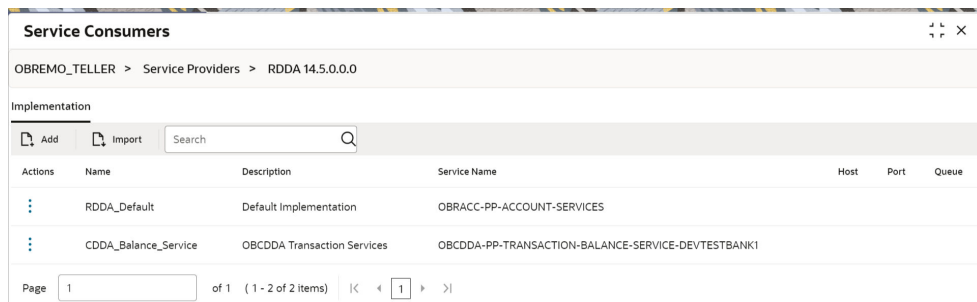 Service Consumers
OBREMO_TELLER > Service Providers > RDDA 14.5.0.0.0
Implementation
Add Import Search
Actions Name Description Service Name Host Port Queue
RDDA_Default Default Implementation OBRACC-PP-ACCOUNT-SERVICES
CDDA_Balance_Service OBCDDA Transaction Services OBCDDA-PP-TRANSACTION-BALANCE-SERVICE-DEVTESTBANK1
Page 1 of 1 ( 1 - 2 of 2 items) 1